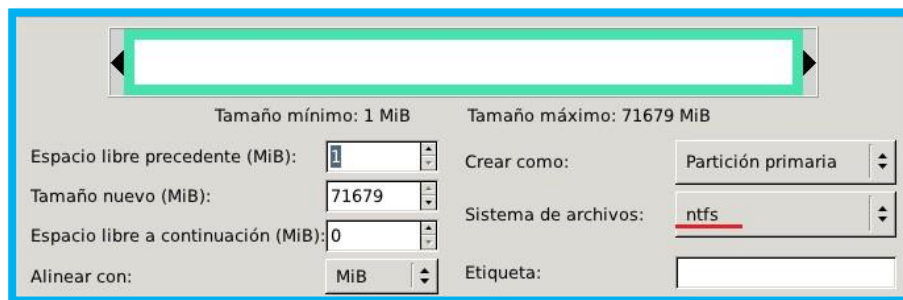 Tamaño mínimo: 1 MiB Tamaño máximo: 71679 MiB
Espacio libre precedente (MiB): 1
Tamaño nuevo (MiB): 71679
Espacio libre a continuación (MiB): 0
Alinear con: MiB
Crear como: Partición primaria
Sistema de archivos: ntfs
Etiqueta: